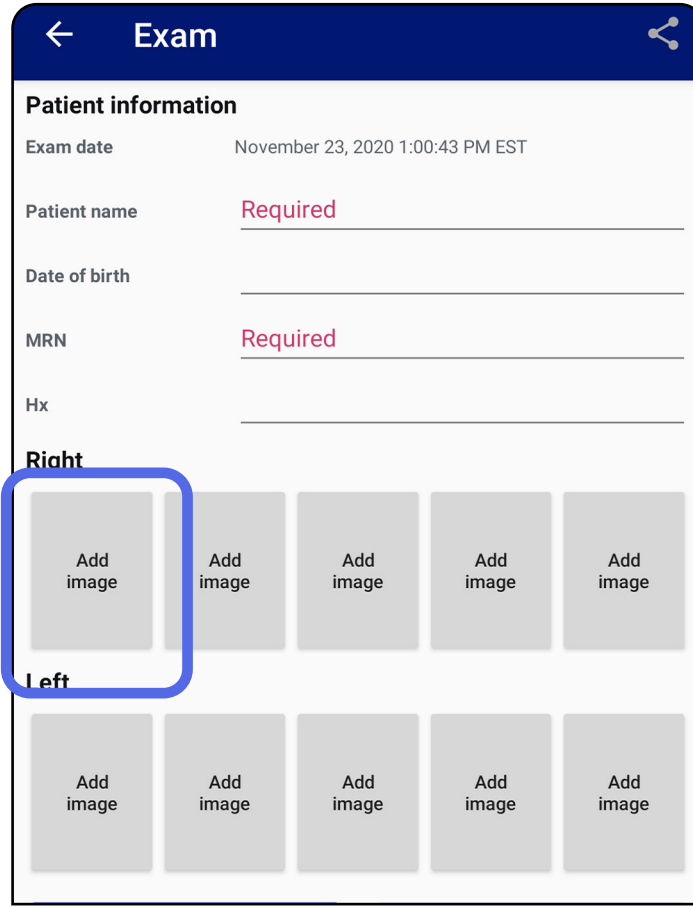 Exam
Patient information
Exam date November 23, 2020 1:00:43 PM EST
Patient name Required
Date of birth
MRN Required
Hx
Right
Add image Add image Add image Add image Add image
Left
Add image Add image Add image Add image Add image